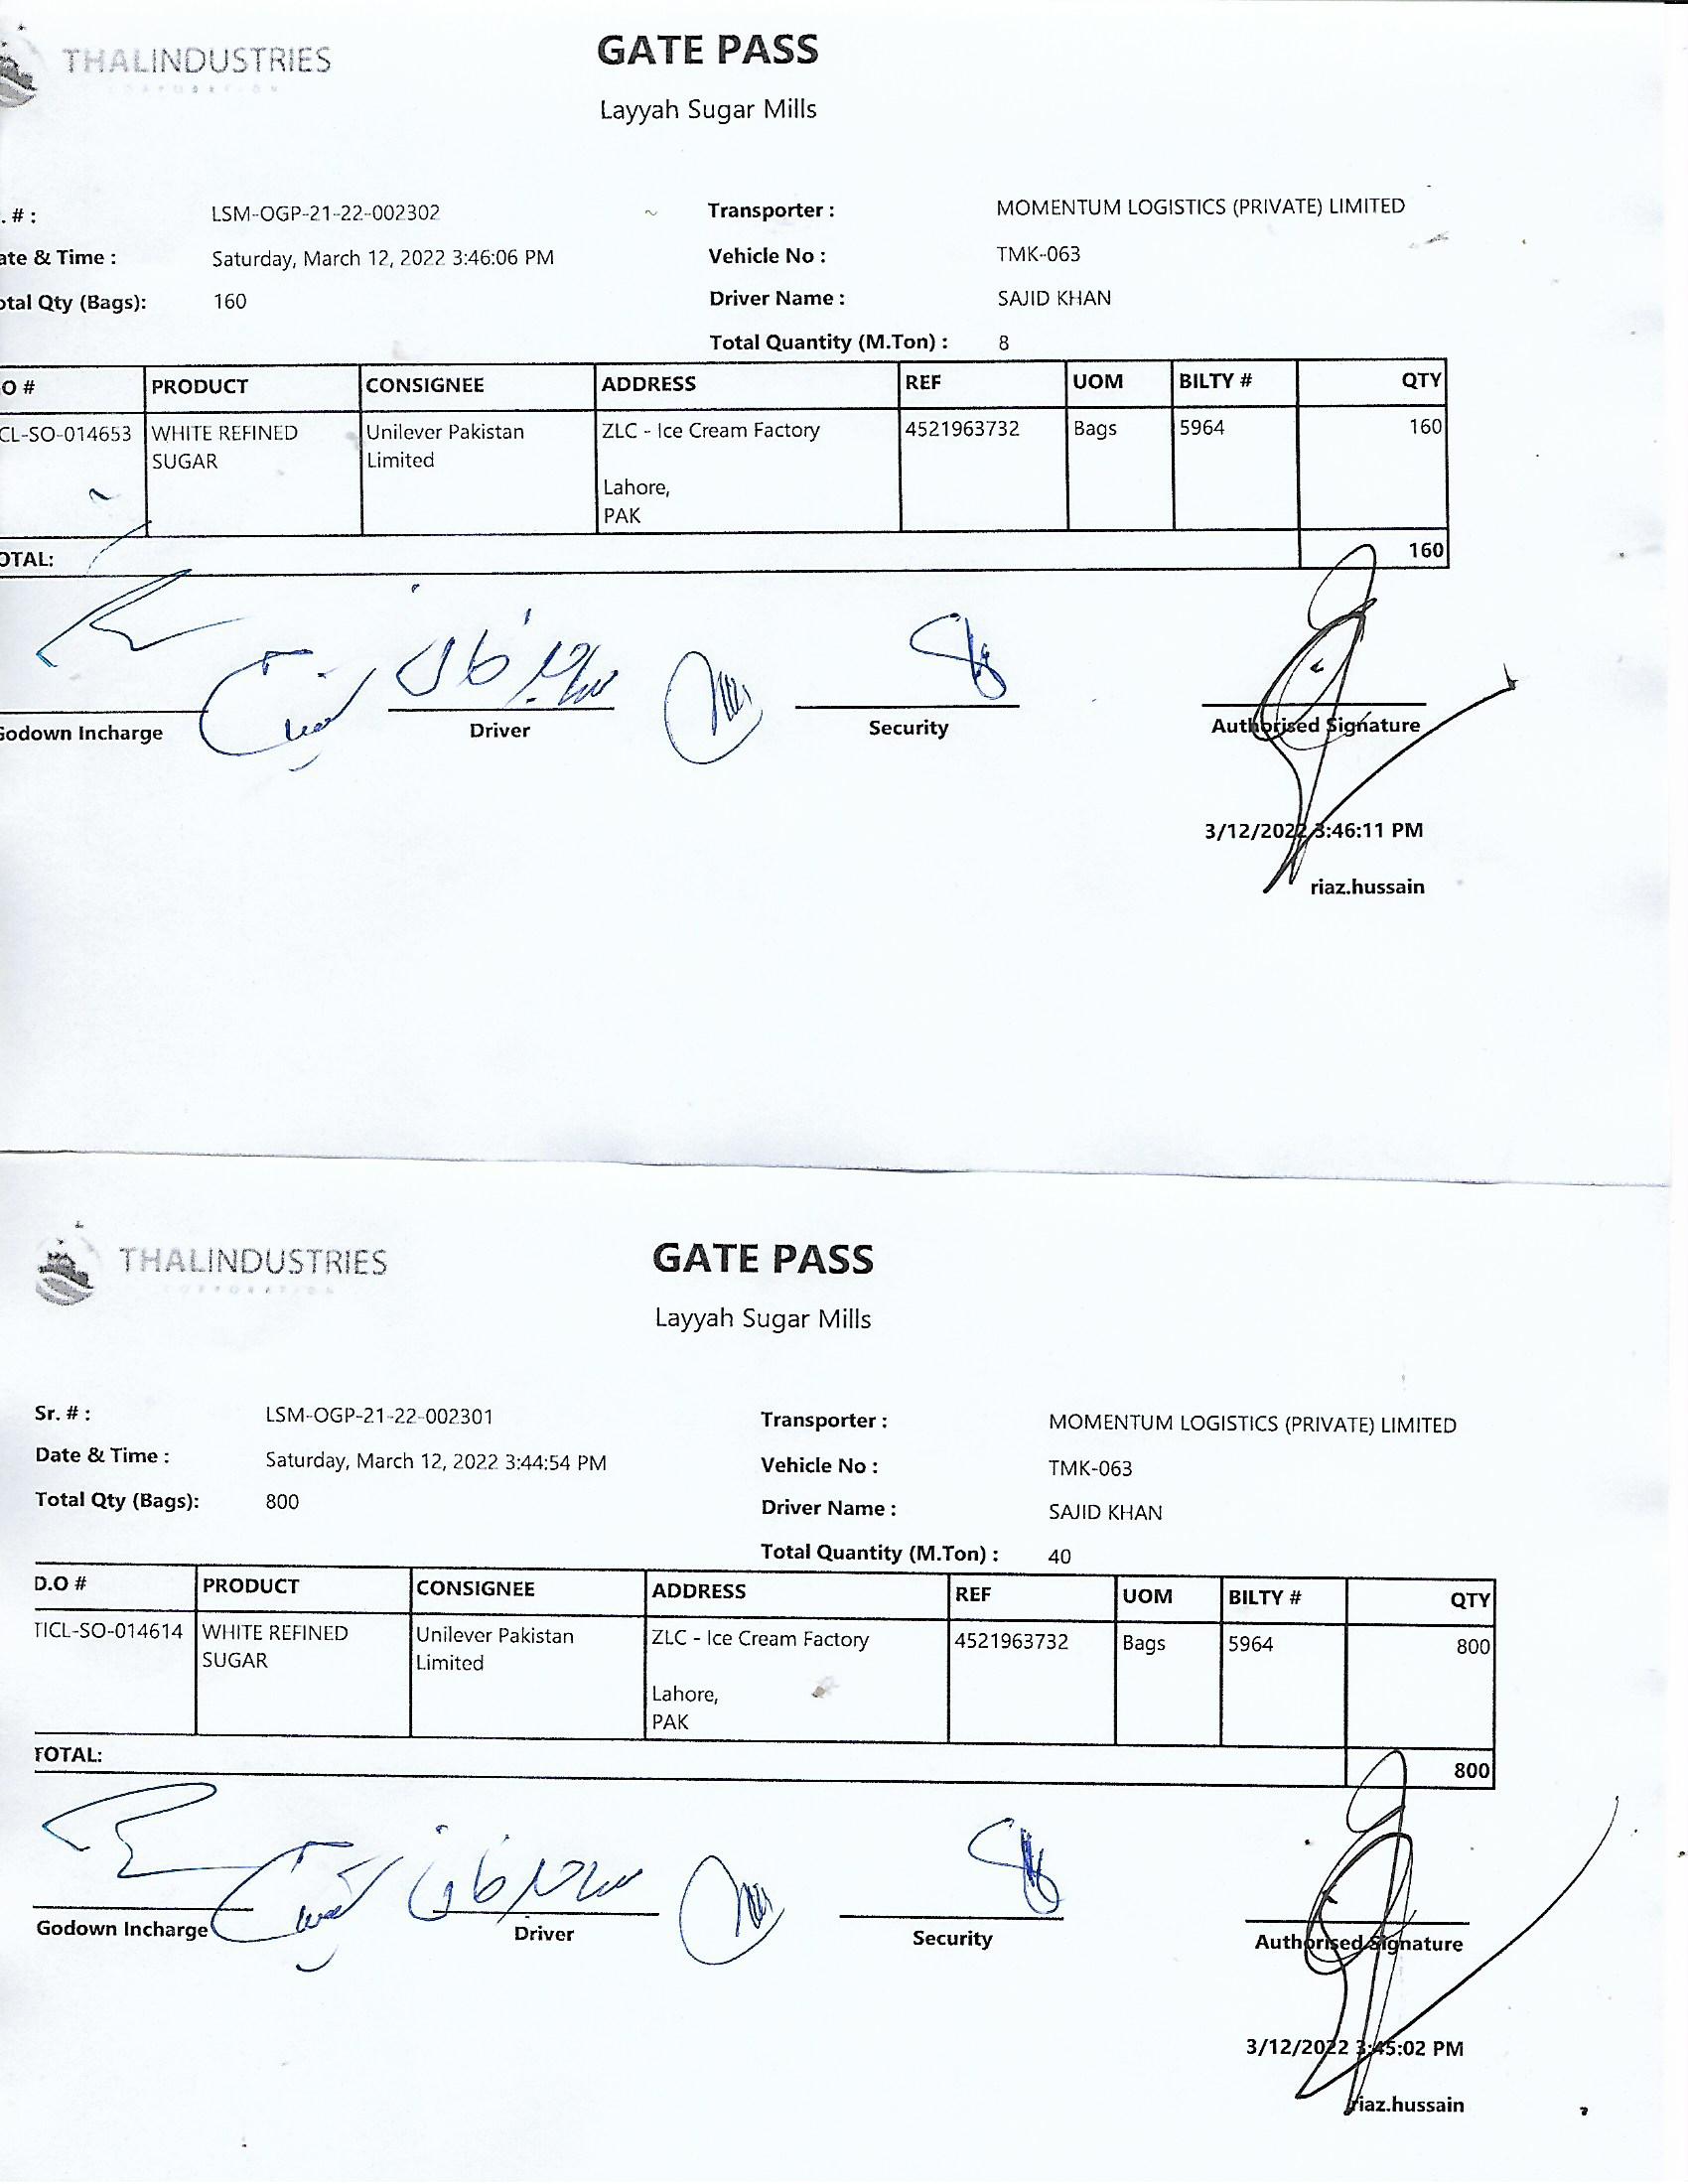 THALINDUSTRIES
CORPORATION
GATE PASS
Layyah Sugar Mills
. # : LSM-OGP-21-22-002302 Transporter : MOMENTUM LOGISTICS (PRIVATE) LIMITED
ate & Time : Saturday, March 12, 2022 3:46:06 PM Vehicle No : TMK-063
otal Qty (Bags): 160 Driver Name : SAJID KHAN
Total Quantity (M.Ton) : 8
O # PRODUCT CONSIGNEE ADDRESS REF UOM BILTY # QTY
CL-SO-014653 WHITE REFINED Unilever Pakistan ZLC - Ice Cream Factory 4521963732 Bags 5964 160
SUGAR Limited
Lahore,
PAK
OTAL: 160
ساجد خان
Godown Incharge Driver Security Authorised Signature
3/12/2022 3:46:11 PM
riaz.hussain
THALINDUSTRIES
CORPORATION
GATE PASS
Layyah Sugar Mills
Sr. # : LSM-OGP-21-22-002301 Transporter : MOMENTUM LOGISTICS (PRIVATE) LIMITED
Date & Time : Saturday, March 12, 2022 3:44:54 PM Vehicle No : TMK-063
Total Qty (Bags): 800 Driver Name : SAJID KHAN
Total Quantity (M.Ton) : 40
D.O # PRODUCT CONSIGNEE ADDRESS REF UOM BILTY # QTY
TICL-SO-014614 WHITE REFINED Unilever Pakistan ZLC - Ice Cream Factory 4521963732 Bags 5964 800
SUGAR Limited
Lahore,
PAK
TOTAL: 800
ساجد خان
Godown Incharge Driver Security Authorised Signature
3/12/2022 3:45:02 PM
riaz.hussain